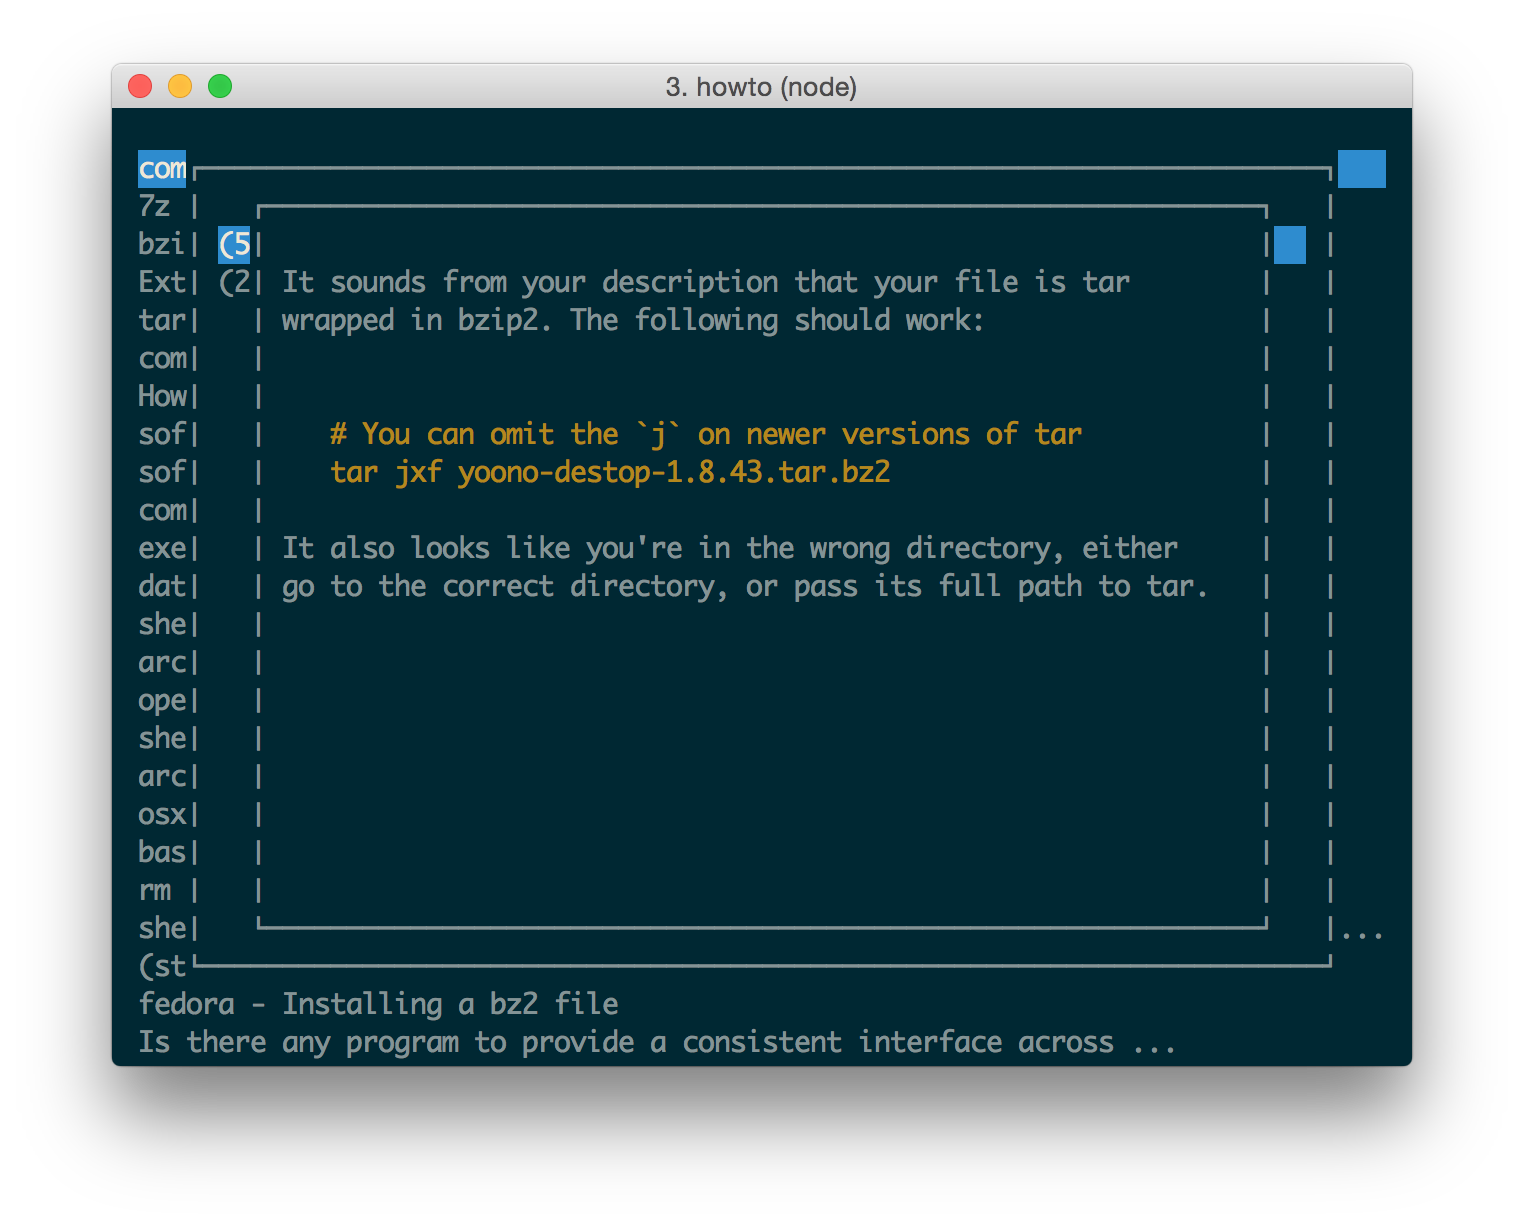 3. howto (node)
com
7z
bzi (5
Ext (2 It sounds from your description that your file is tar
tar wrapped in bzip2. The following should work:
com
How
sof # You can omit the `j` on newer versions of tar
sof tar jxf yoono-destop-1.8.43.tar.bz2
com
exe It also looks like you're in the wrong directory, either
dat go to the correct directory, or pass its full path to tar.
she
arc
ope
she
arc
osx
bas
rm
she ...
(st
fedora - Installing a bz2 file
Is there any program to provide a consistent interface across ...